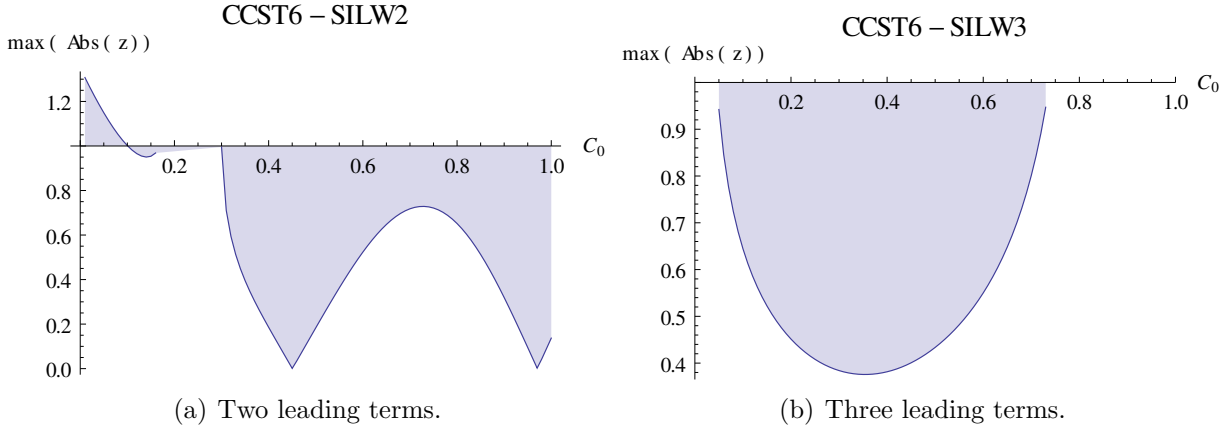 CCST6 – SILW2
max( Abs( z))
1.2
C0
0.2
0.4
0.6
0.8
1.0
0.8
0.6
0.4
0.2
0.0
(a) Two leading terms.
CCST6 – SILW3
max( Abs( z))
C0
0.2
0.4
0.6
0.8
1.0
0.9
0.8
0.7
0.6
0.5
0.4
(b) Three leading terms.